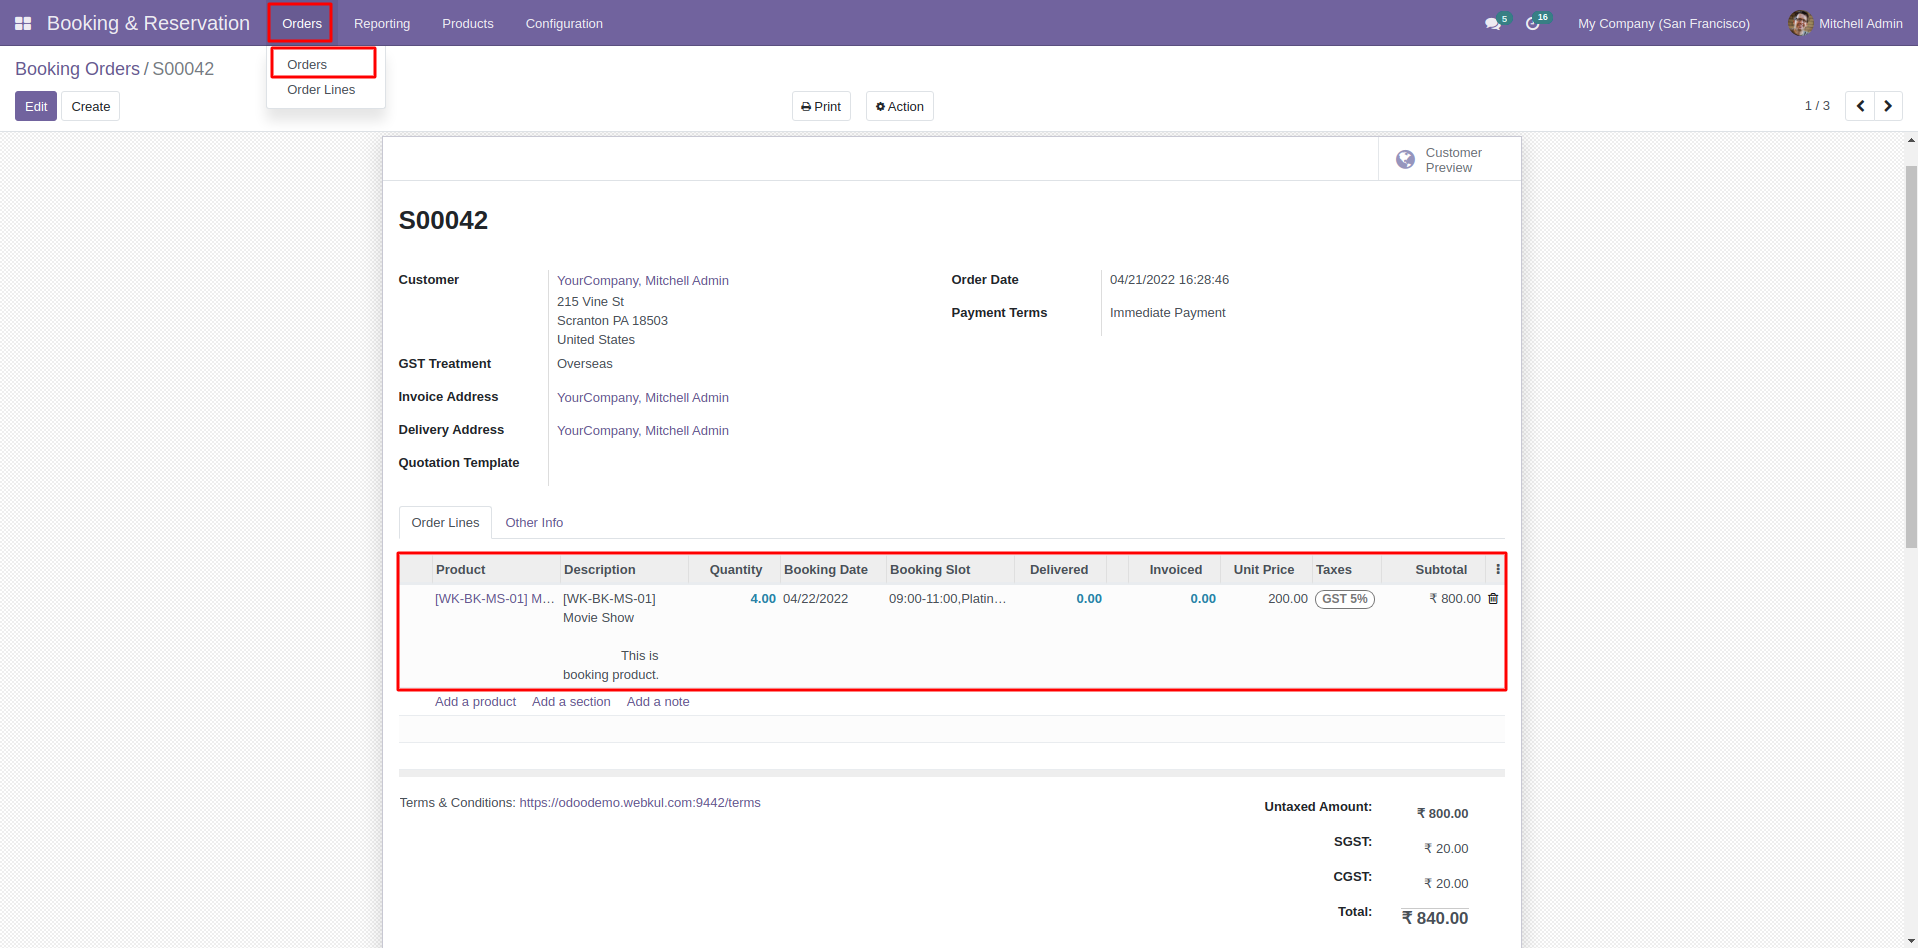 Booking & Reservation Orders Reporting Products Configuration 5 16 My Company (San Francisco) Mitchell Admin
Orders
Order Lines
Booking Orders / S00042
Edit Create Print Action 1 / 3
Customer
Preview
S00042
Customer YourCompany, Mitchell Admin
215 Vine St
Scranton PA 18503
United States
GST Treatment Overseas
Invoice Address YourCompany, Mitchell Admin
Delivery Address YourCompany, Mitchell Admin
Quotation Template
Order Date 04/21/2022 16:28:46
Payment Terms Immediate Payment
Order Lines Other Info
Product Description Quantity Booking Date Booking Slot Delivered Invoiced Unit Price Taxes Subtotal
[WK-BK-MS-01] M... [WK-BK-MS-01] 4.00 04/22/2022 09:00-11:00,Platin... 0.00 0.00 200.00 GST 5% ₹ 800.00
Movie Show
This is
booking product.
Add a product Add a section Add a note
Terms & Conditions: https://odoodemo.webkul.com:9442/terms
Untaxed Amount: ₹ 800.00
SGST: ₹ 20.00
CGST: ₹ 20.00
Total: ₹ 840.00